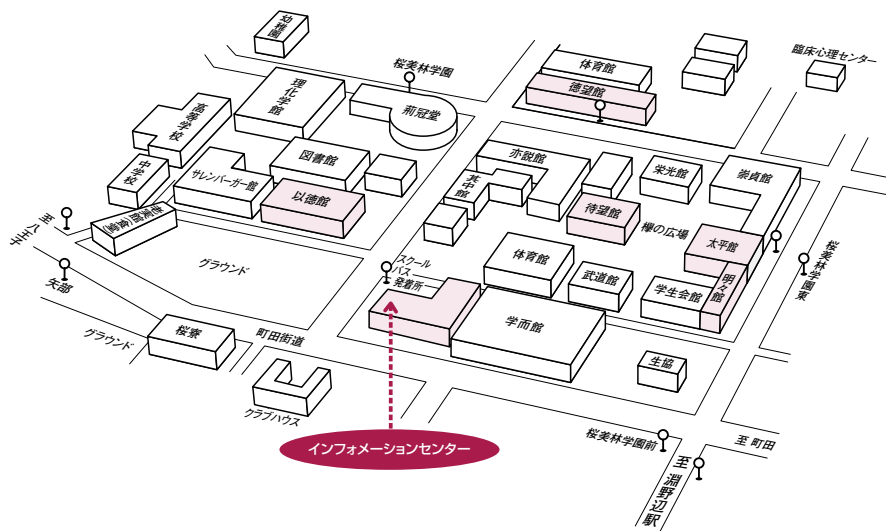 幼稚園
桜美林学園
体育館
徳望館
臨床心理センター
理化学館
荊冠堂
高等学校
中学校
図書館
サレンバーガー館
以徳館
亦説館
其中館
栄光館
崇貞館
待望館
欅の広場
太平館
明々館
老実館食堂
至八王子
矢部
グラウンド
スクール
バス
発着所
体育館
武道館
学生会館
桜美林学園東
学而館
生協
桜寮
町田街道
グラウンド
クラブハウス
インフォメーションセンター
桜美林学園前
至町田
至淵野辺駅